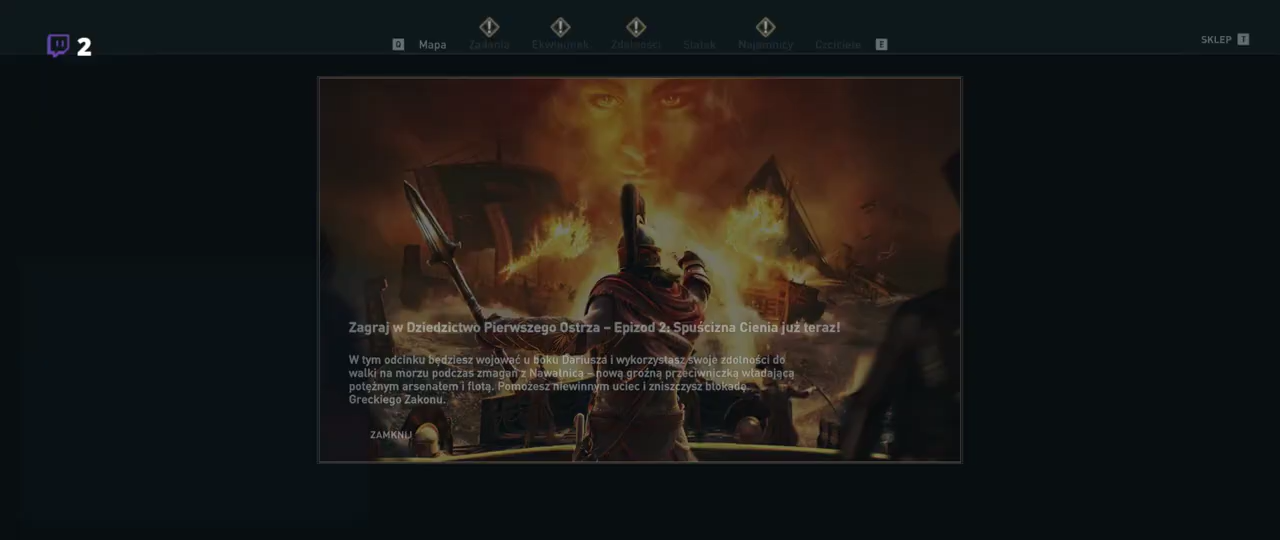 2
Q Mapa Zadania Ekwipunek Zdolności Statek Najemnicy Czciciele E
SKLEP T
Zagraj w Dziedzictwo Pierwszego Ostrza – Epizod 2: Spuścizna Cienia już teraz!
W tym odcinku będziesz wojować u boku Dariusza i wykorzystasz swoje zdolności do
walki na morzu podczas zmagań z Nawałnicą – nową groźną przeciwniczką władającą
potężnym arsenałem i flotą. Pomożesz niewinnym uciec i zniszczysz blokadę
Greckiego Zakonu.
ZAMKNIJ